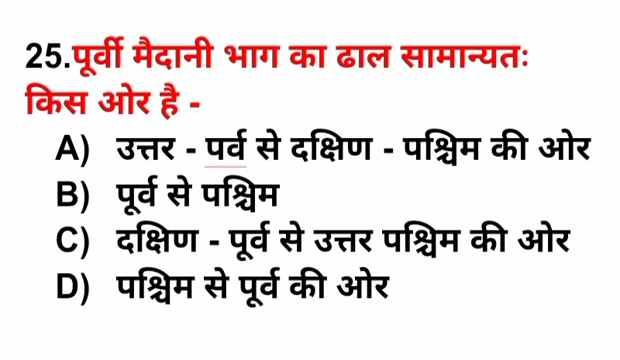 25.पूर्वी मैदानी भाग का ढाल सामान्यतः
किस ओर है -
A) उत्तर - पर्व से दक्षिण - पश्चिम की ओर
B) पूर्व से पश्चिम
C) दक्षिण - पूर्व से उत्तर पश्चिम की ओर
D) पश्चिम से पूर्व की ओर